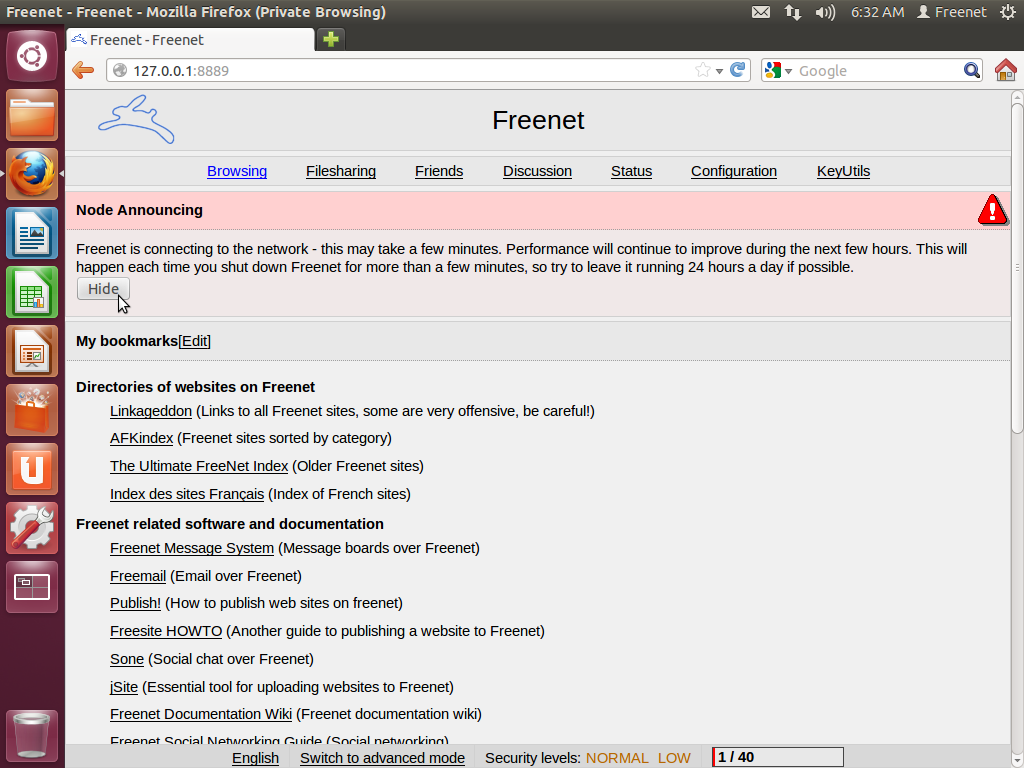 Freenet - Freenet - Mozilla Firefox (Private Browsing)
6:32 AM Freenet
Freenet - Freenet
127.0.0.1:8889
Google
Freenet
Browsing Filesharing Friends Discussion Status Configuration KeyUtils
Node Announcing
Freenet is connecting to the network - this may take a few minutes. Performance will continue to improve during the next few hours. This will
happen each time you shut down Freenet for more than a few minutes, so try to leave it running 24 hours a day if possible.
Hide
My bookmarks[Edit]
Directories of websites on Freenet
Linkageddon (Links to all Freenet sites, some are very offensive, be careful!)
AFKindex (Freenet sites sorted by category)
The Ultimate FreeNet Index (Older Freenet sites)
Index des sites Français (Index of French sites)
Freenet related software and documentation
Freenet Message System (Message boards over Freenet)
Freemail (Email over Freenet)
Publish! (How to publish web sites on freenet)
Freesite HOWTO (Another guide to publishing a website to Freenet)
Sone (Social chat over Freenet)
jSite (Essential tool for uploading websites to Freenet)
Freenet Documentation Wiki (Freenet documentation wiki)
Freenet Social Networking Guide (Social networking)
English Switch to advanced mode Security levels: NORMAL LOW 1 / 40